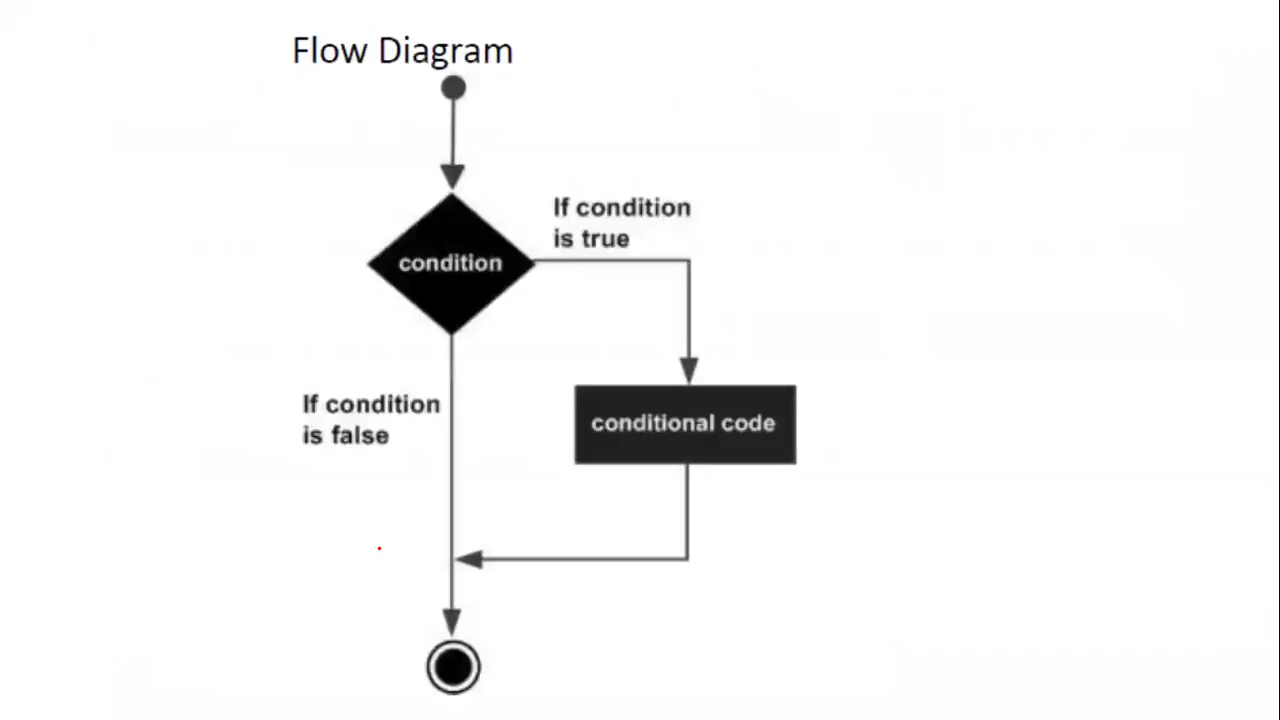 Flow Diagram
If condition
is true
condition
If condition
is false
conditional code